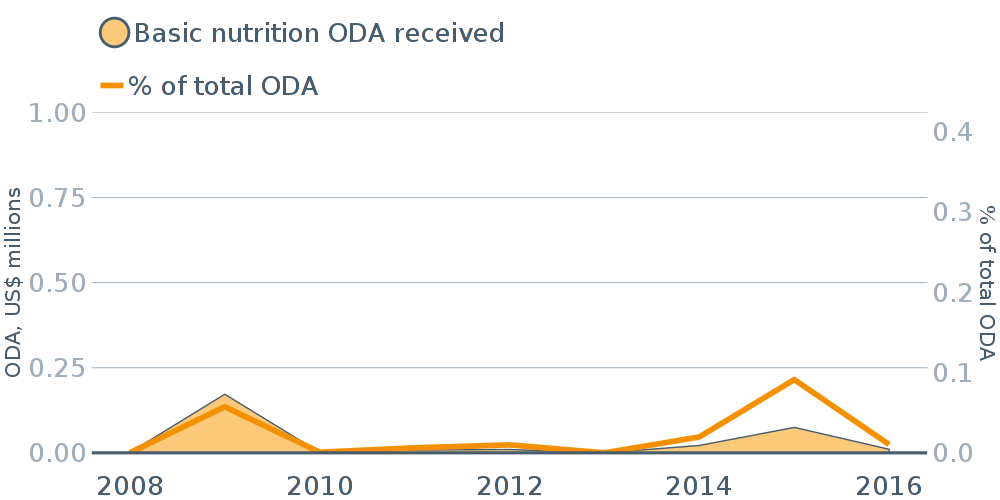 Basic nutrition ODA received
% of total ODA
1.00
0.75
0.50
0.25
0.00
ODA, US$ millions
0.4
0.3
0.2
0.1
0.0
% of total ODA
2008 2010 2012 2014 2016